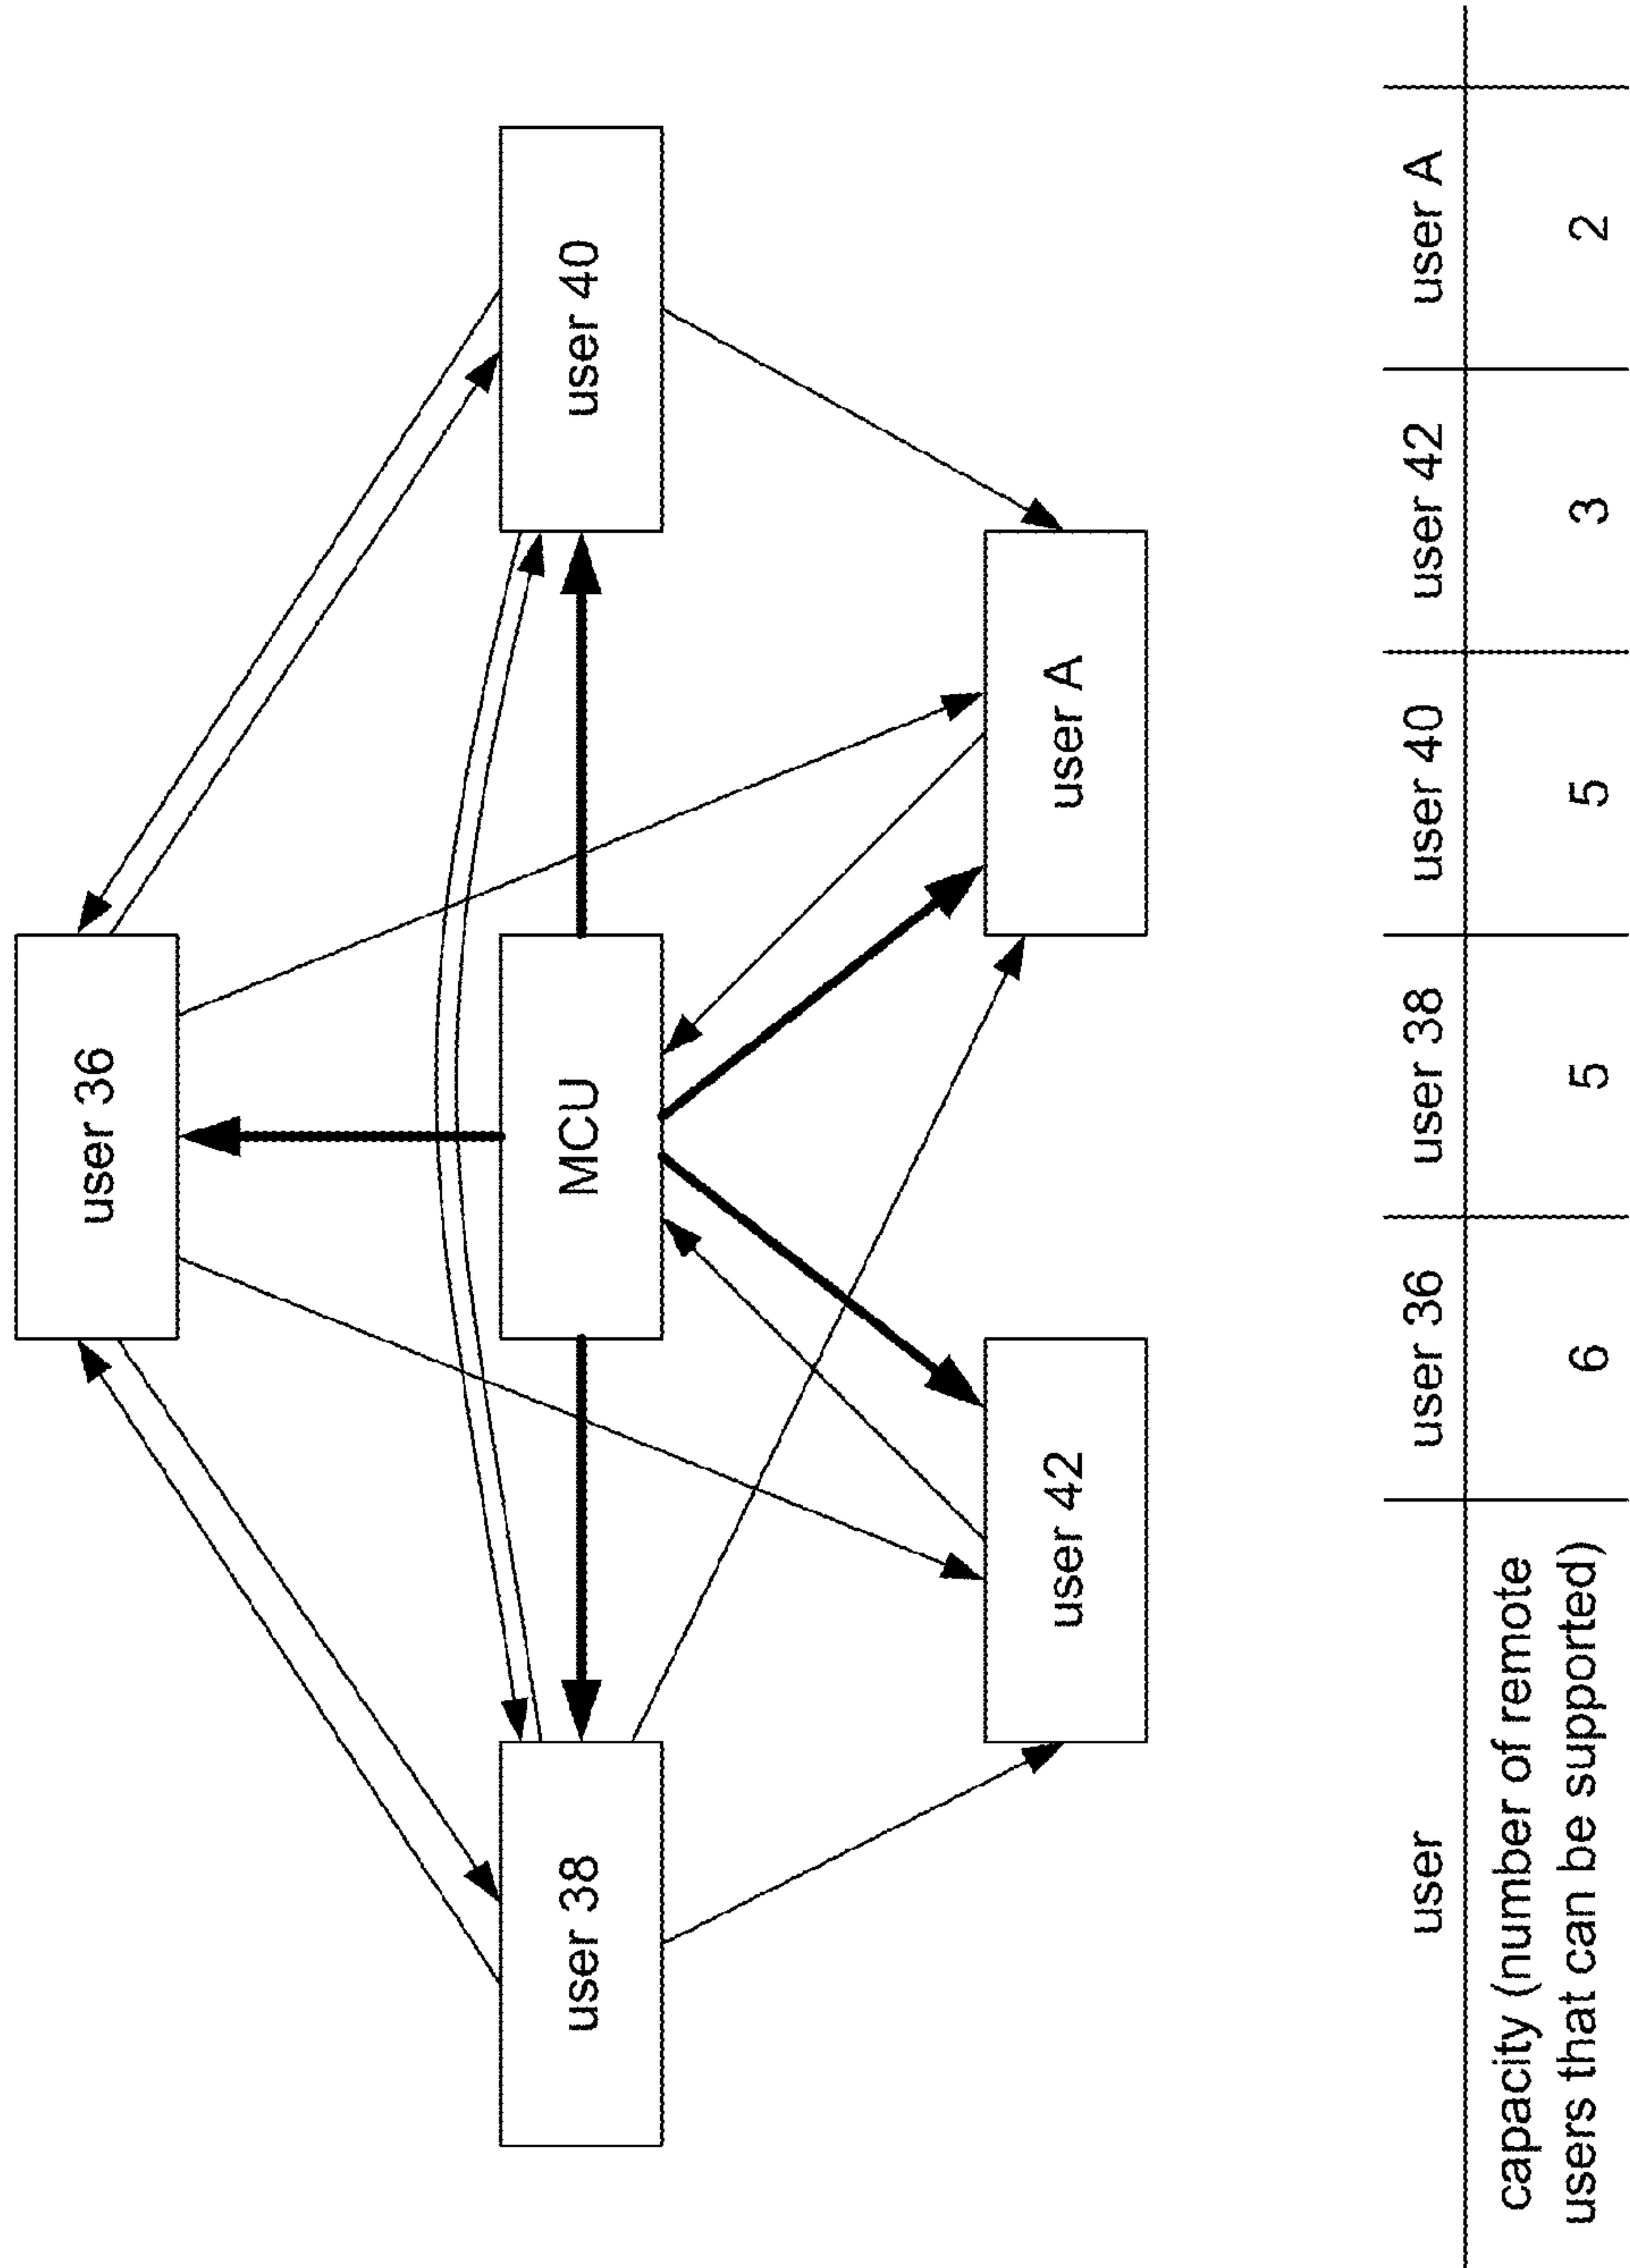 user 36
user 38
MCU
user 40
user 42
user A
user user 36 user 38 user 40 user 42 user A
capacity (number of remote
users that can be supported) 6 5 5 3 2